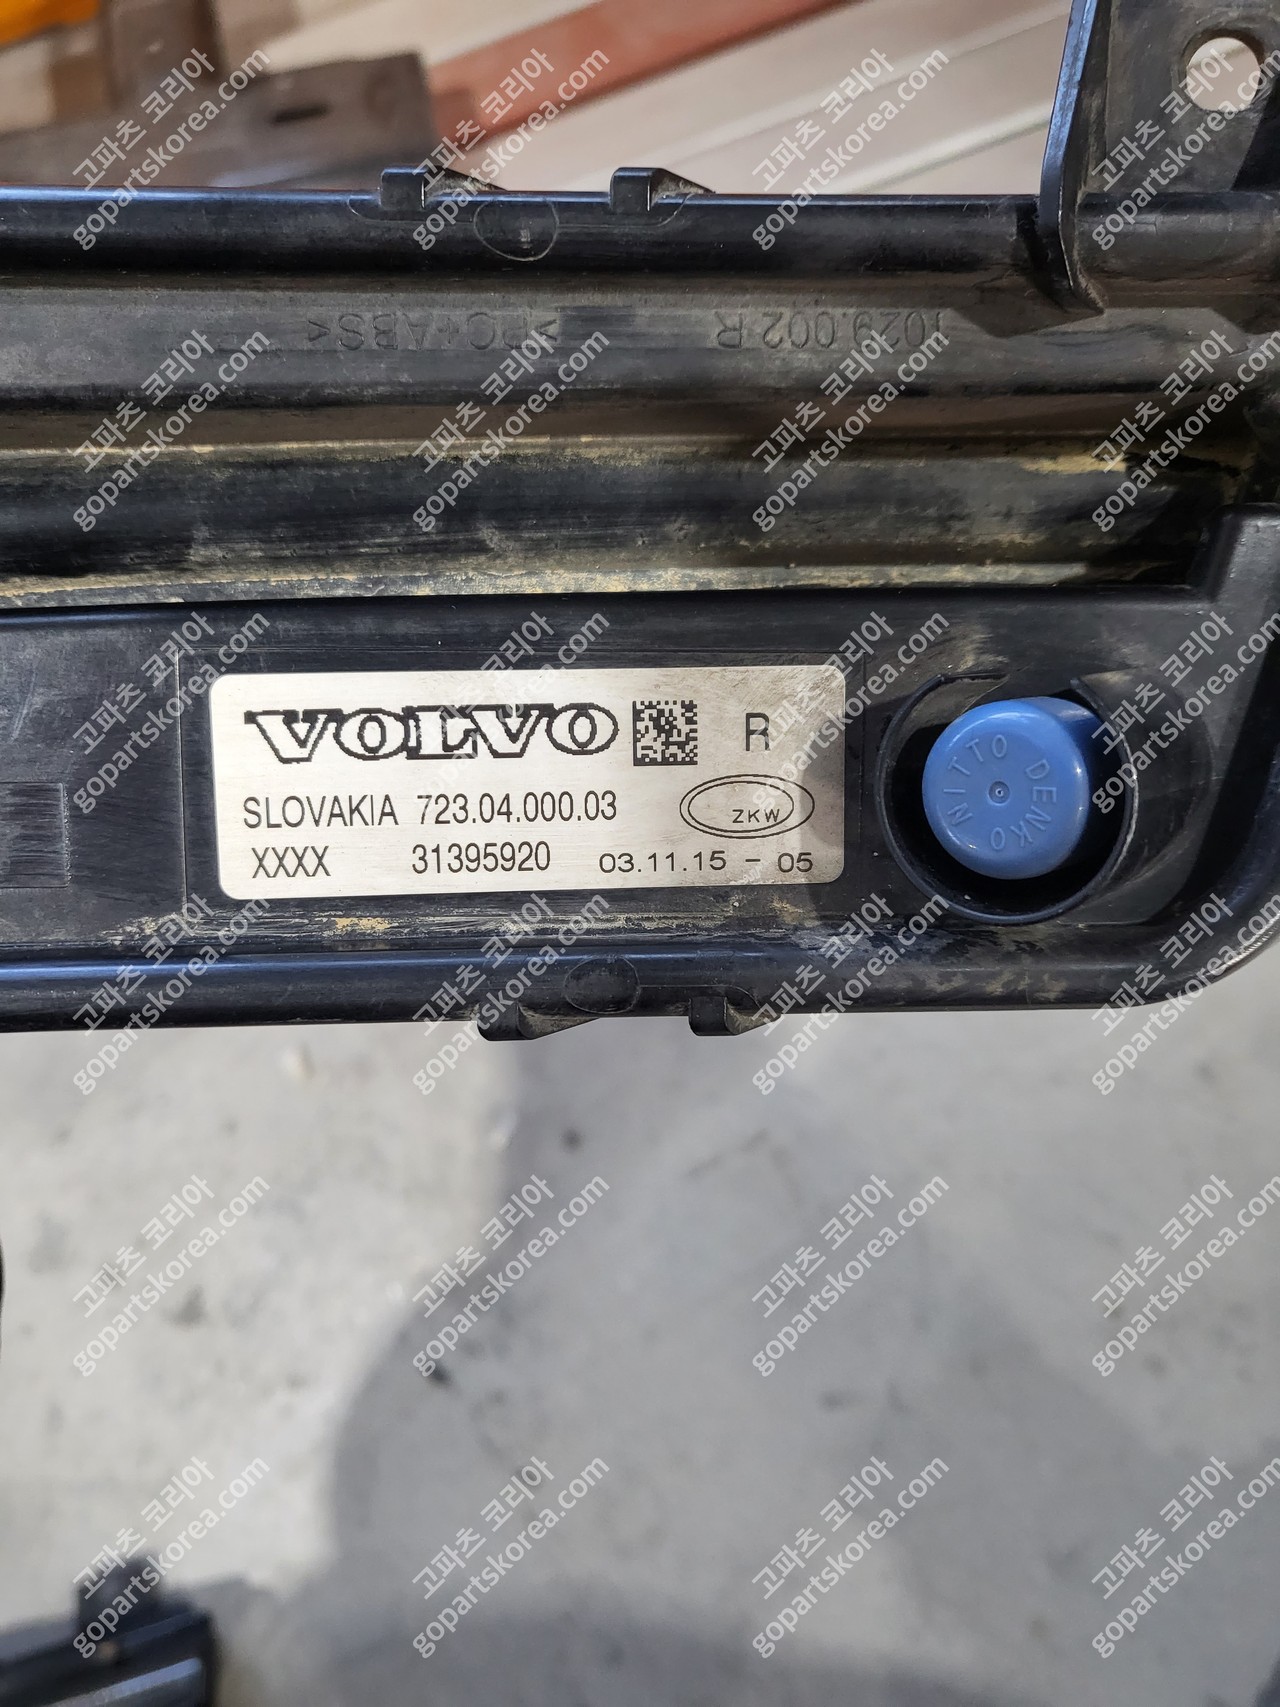 1029.002 R
>PC+ABS<
VOLVO
R
SLOVAKIA 723.04.000.03
ZKW
XXXX 31395920 03.11.15 - 05
NITTO DENKO
고파츠 코리아
gopartskorea.com